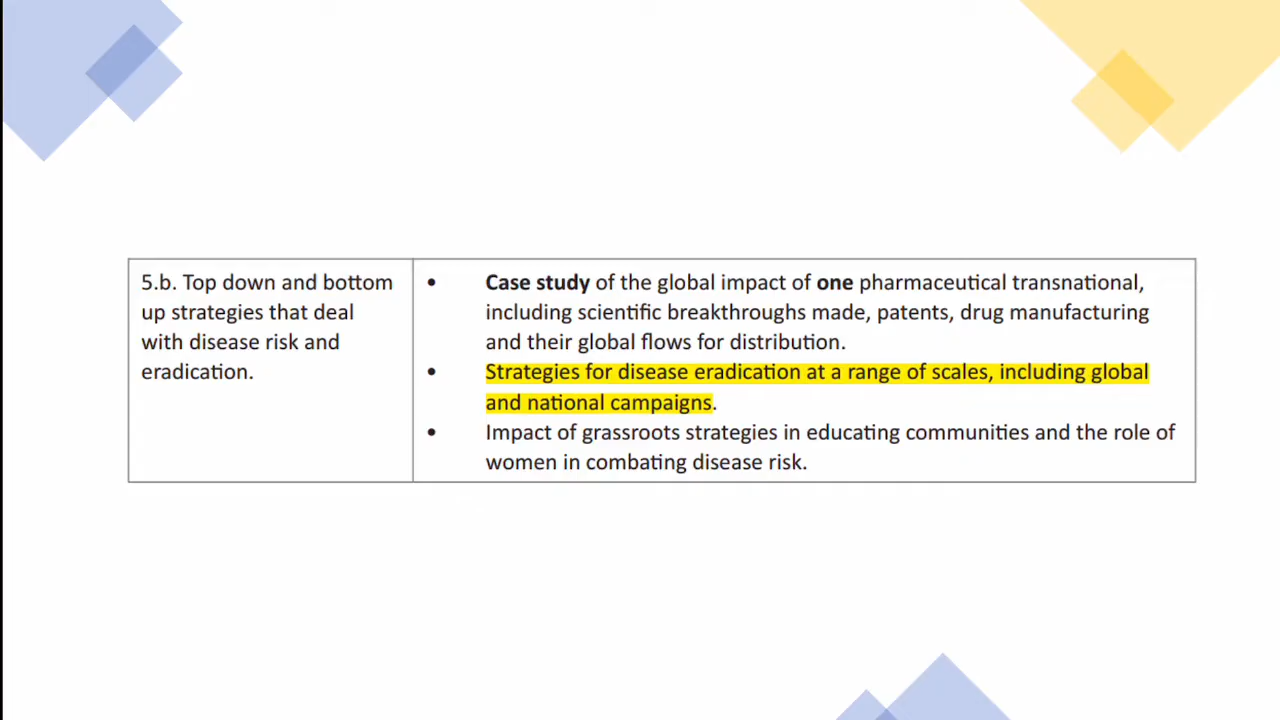 5.b. Top down and bottom
up strategies that deal
with disease risk and
eradication.
• Case study of the global impact of one pharmaceutical transnational,
including scientific breakthroughs made, patents, drug manufacturing
and their global flows for distribution.
• Strategies for disease eradication at a range of scales, including global
and national campaigns.
• Impact of grassroots strategies in educating communities and the role of
women in combating disease risk.